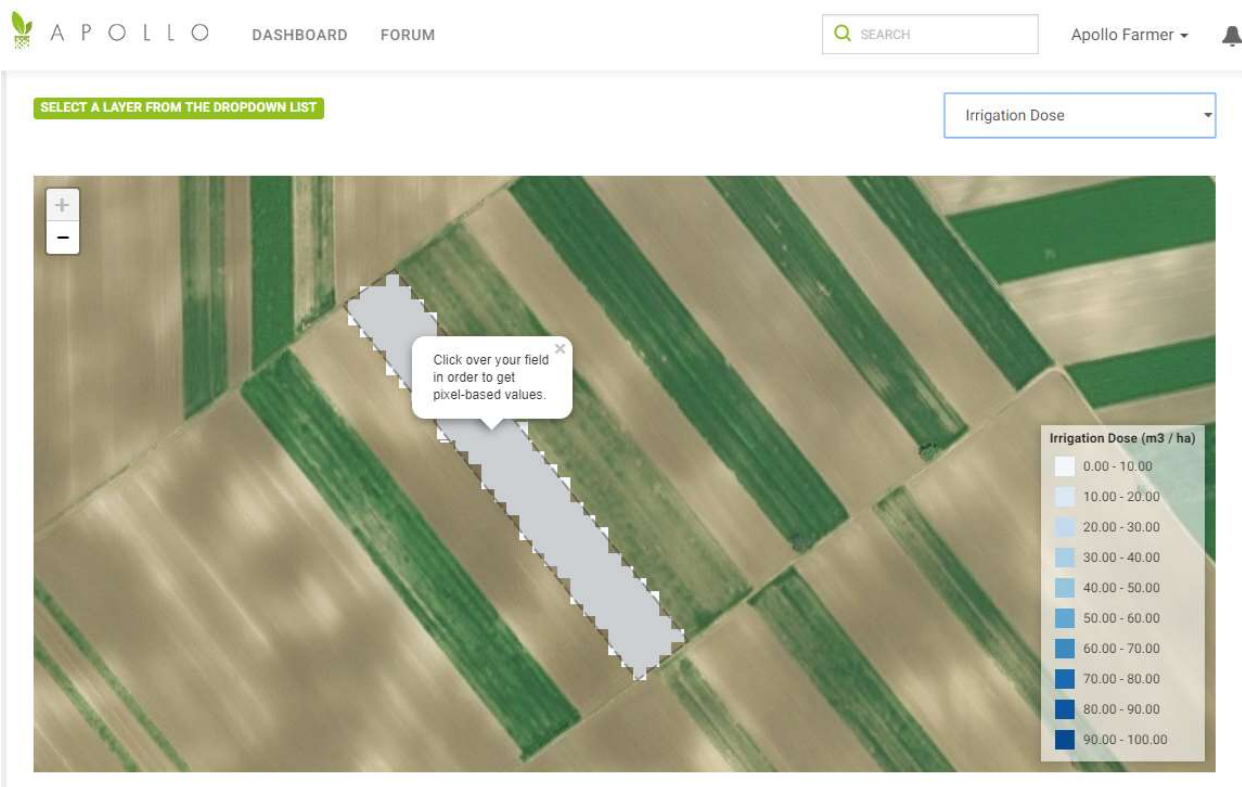 A P O L L O
DASHBOARD
FORUM
SEARCH
Apollo Farmer
SELECT A LAYER FROM THE DROPDOWN LIST
Irrigation Dose
+
−
Click over your field
in order to get
pixel-based values.
×
Irrigation Dose (m3 / ha)
0.00 - 10.00
10.00 - 20.00
20.00 - 30.00
30.00 - 40.00
40.00 - 50.00
50.00 - 60.00
60.00 - 70.00
70.00 - 80.00
80.00 - 90.00
90.00 - 100.00